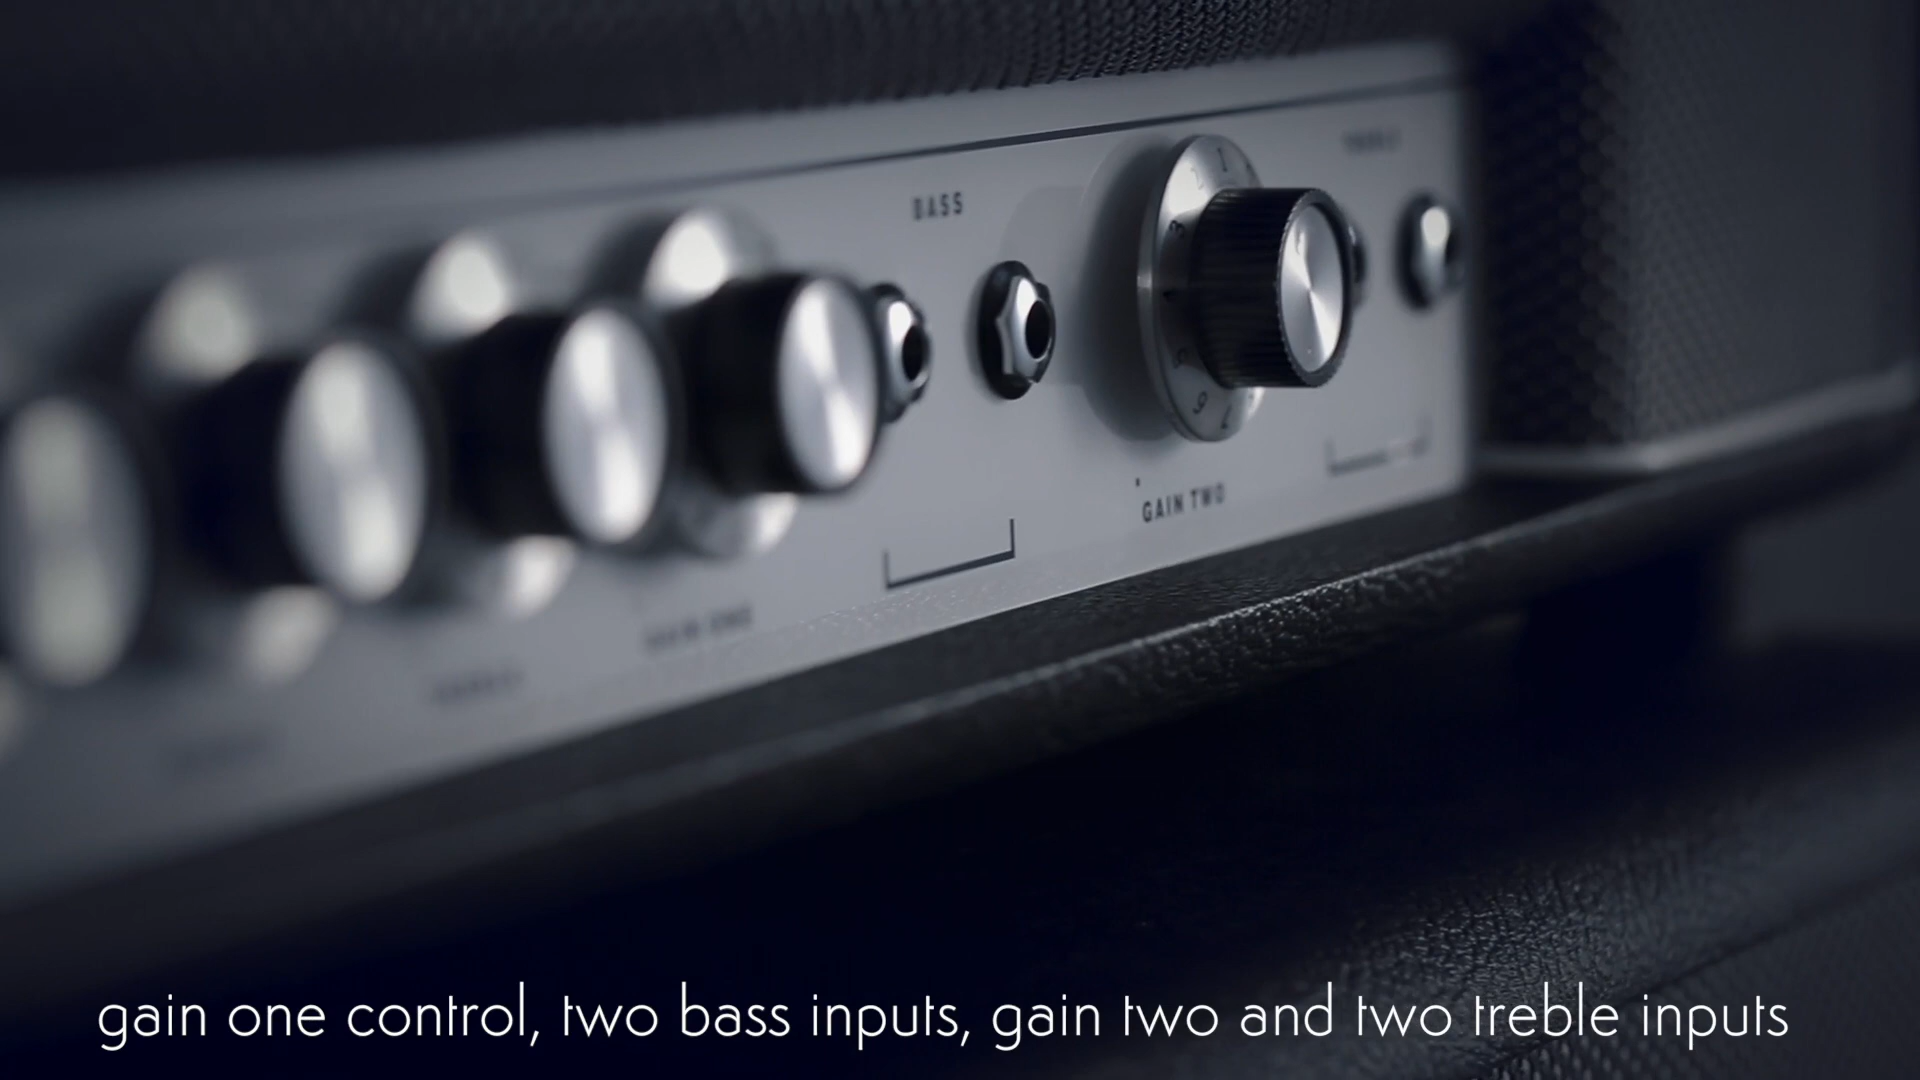 BASS
GAIN TWO
gain one control, two bass inputs, gain two and two treble inputs